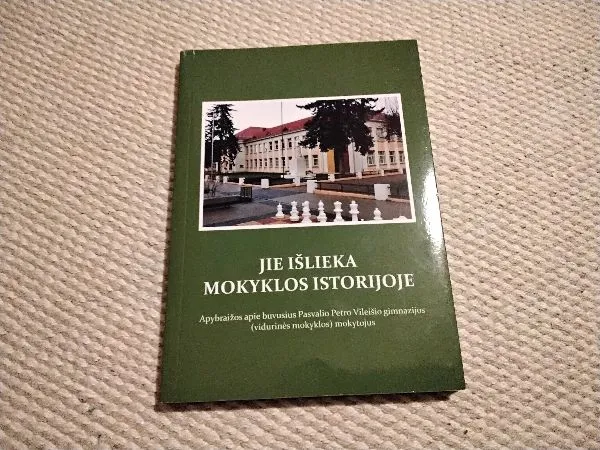 JIE IŠLIEKA
MOKYKLOS ISTORIJOJE
Apybraižos apie buvusius Pasvalio Petro Vileišio gimnazijos
(vidurinės mokyklos) mokytojus